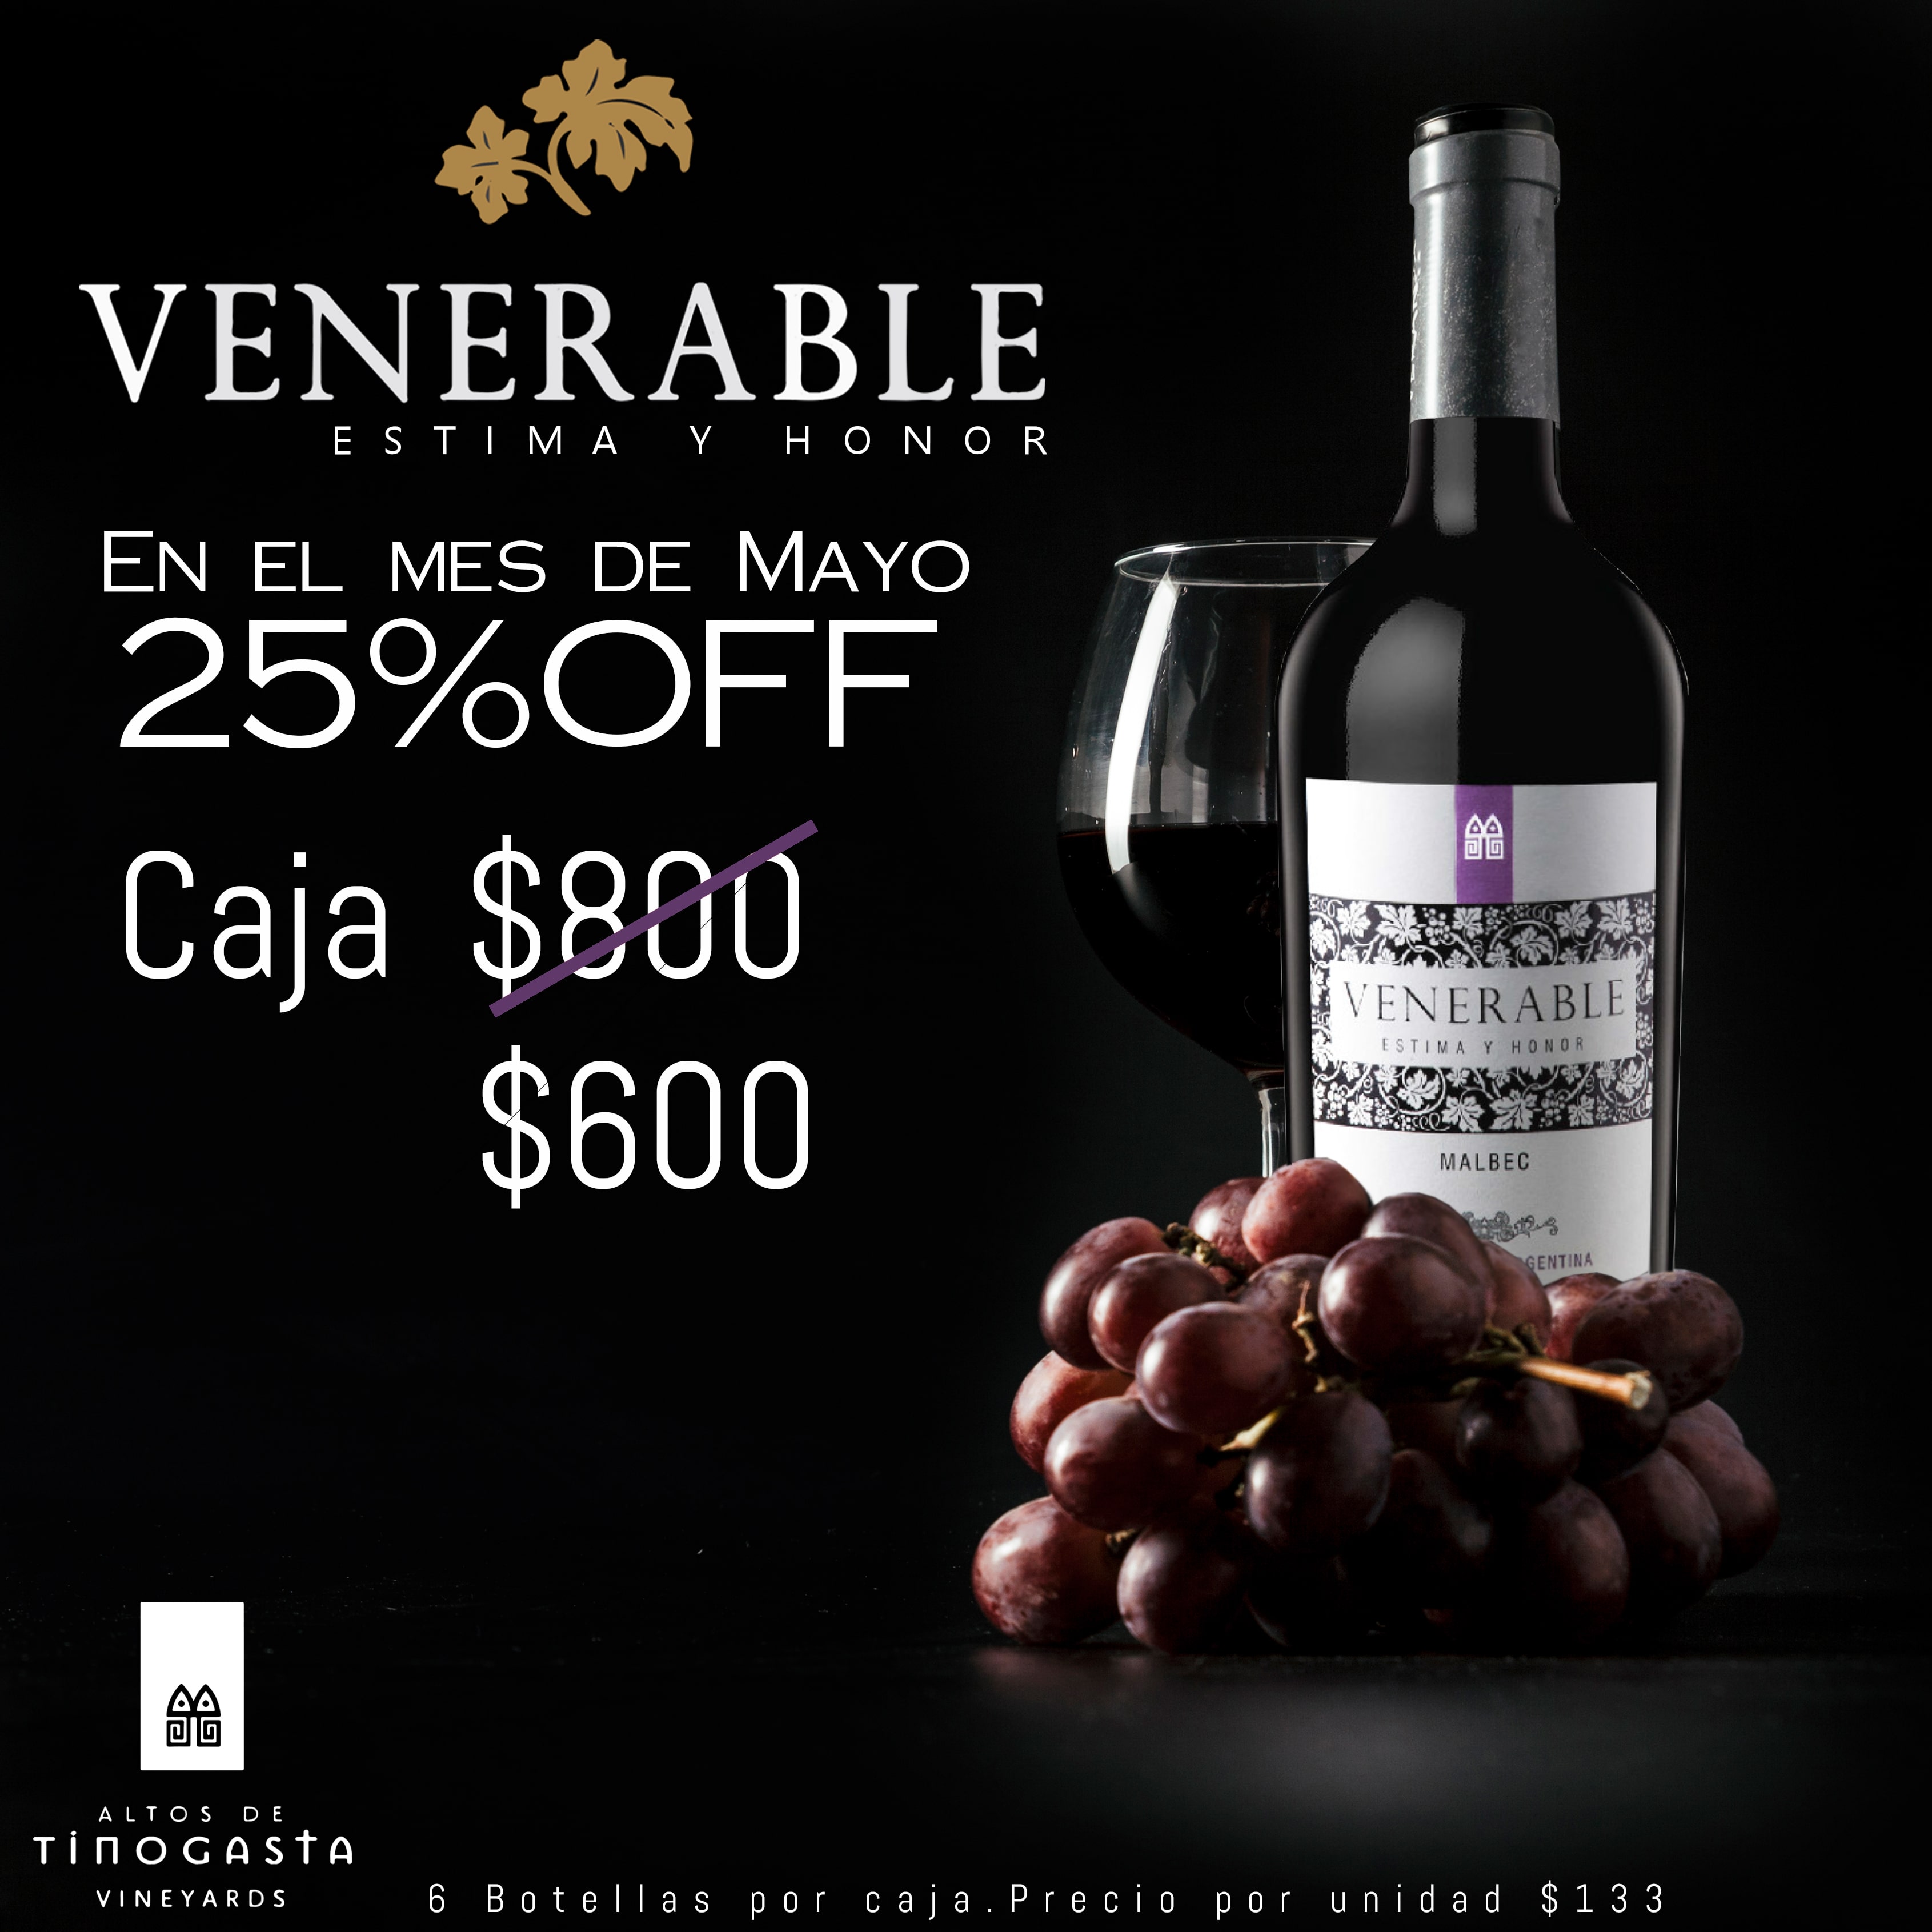 VENERABLE
ESTIMA Y HONOR
En el mes de Mayo
25%OFF
Caja $800
$600
VENERABLE
ESTIMA Y HONOR
MALBEC
GENTINA
ALTOS DE
TINOGASTA
VINEYARDS
6 Botellas por caja.Precio por unidad $133